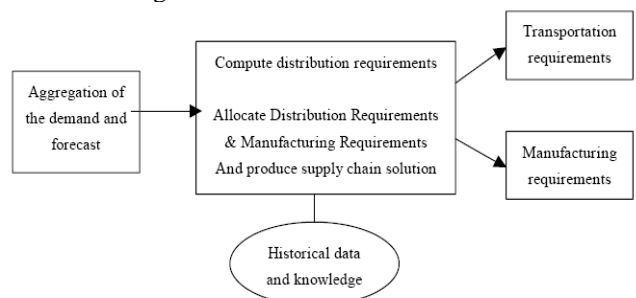 Aggregation of
the demand and
forecast
Compute distribution requirements
Allocate Distribution Requirements
& Manufacturing Requirements
And produce supply chain solution
Transportation
requirements
Manufacturing
requirements
Historical data
and knowledge